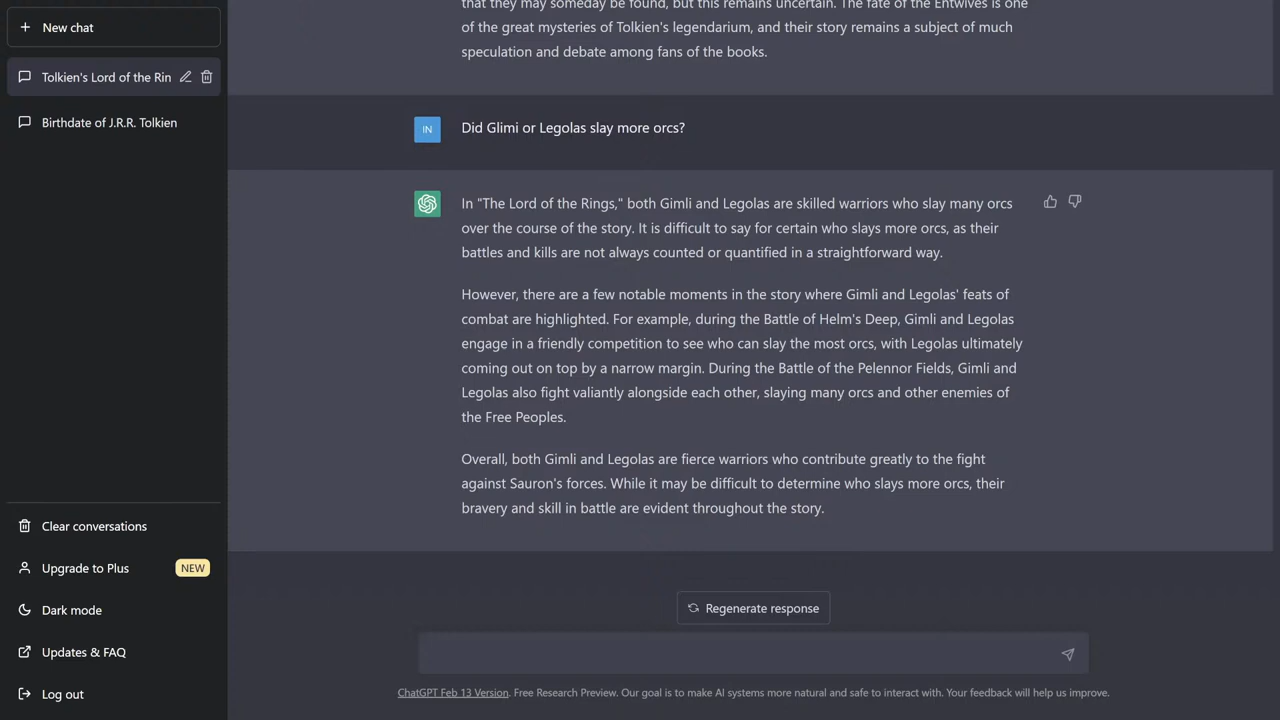 New chat
Tolkien's Lord of the Rin
Birthdate of J.R.R. Tolkien
that they may someday be found, but this remains uncertain. The fate of the Entwives is one
of the great mysteries of Tolkien's legendarium, and their story remains a subject of much
speculation and debate among fans of the books.
IN
Did Glimi or Legolas slay more orcs?
In "The Lord of the Rings," both Gimli and Legolas are skilled warriors who slay many orcs
over the course of the story. It is difficult to say for certain who slays more orcs, as their
battles and kills are not always counted or quantified in a straightforward way.
However, there are a few notable moments in the story where Gimli and Legolas' feats of
combat are highlighted. For example, during the Battle of Helm's Deep, Gimli and Legolas
engage in a friendly competition to see who can slay the most orcs, with Legolas ultimately
coming out on top by a narrow margin. During the Battle of the Pelennor Fields, Gimli and
Legolas also fight valiantly alongside each other, slaying many orcs and other enemies of
the Free Peoples.
Overall, both Gimli and Legolas are fierce warriors who contribute greatly to the fight
against Sauron's forces. While it may be difficult to determine who slays more orcs, their
bravery and skill in battle are evident throughout the story.
Clear conversations
Upgrade to Plus NEW
Dark mode
Updates & FAQ
Log out
Regenerate response
ChatGPT Feb 13 Version. Free Research Preview. Our goal is to make AI systems more natural and safe to interact with. Your feedback will help us improve.